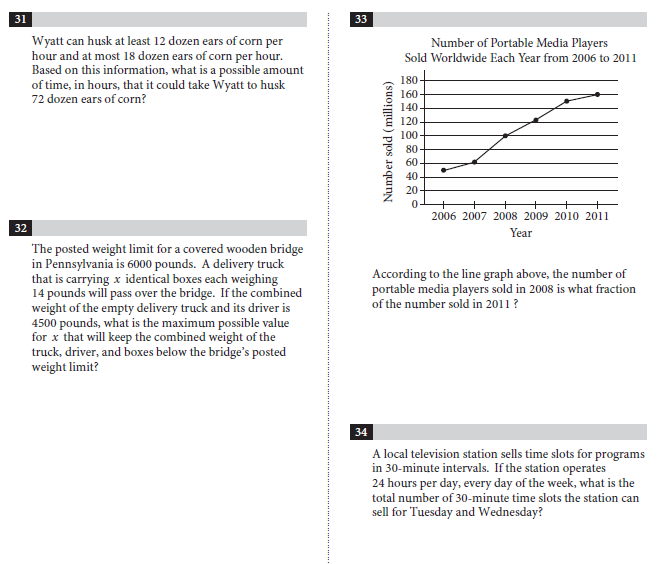 31
Wyatt can husk at least 12 dozen ears of corn per
hour and at most 18 dozen ears of corn per hour.
Based on this information, what is a possible amount
of time, in hours, that it could take Wyatt to husk
72 dozen ears of corn?
32
The posted weight limit for a covered wooden bridge
in Pennsylvania is 6000 pounds. A delivery truck
that is carrying x identical boxes each weighing
14 pounds will pass over the bridge. If the combined
weight of the empty delivery truck and its driver is
4500 pounds, what is the maximum possible value
for x that will keep the combined weight of the
truck, driver, and boxes below the bridge's posted
weight limit?
33
Number of Portable Media Players
Sold Worldwide Each Year from 2006 to 2011
Number sold (millions)
180
160
140
120
100
80
60
40
20
0
2006 2007 2008 2009 2010 2011
Year
According to the line graph above, the number of
portable media players sold in 2008 is what fraction
of the number sold in 2011 ?
34
A local television station sells time slots for programs
in 30-minute intervals. If the station operates
24 hours per day, every day of the week, what is the
total number of 30-minute time slots the station can
sell for Tuesday and Wednesday?